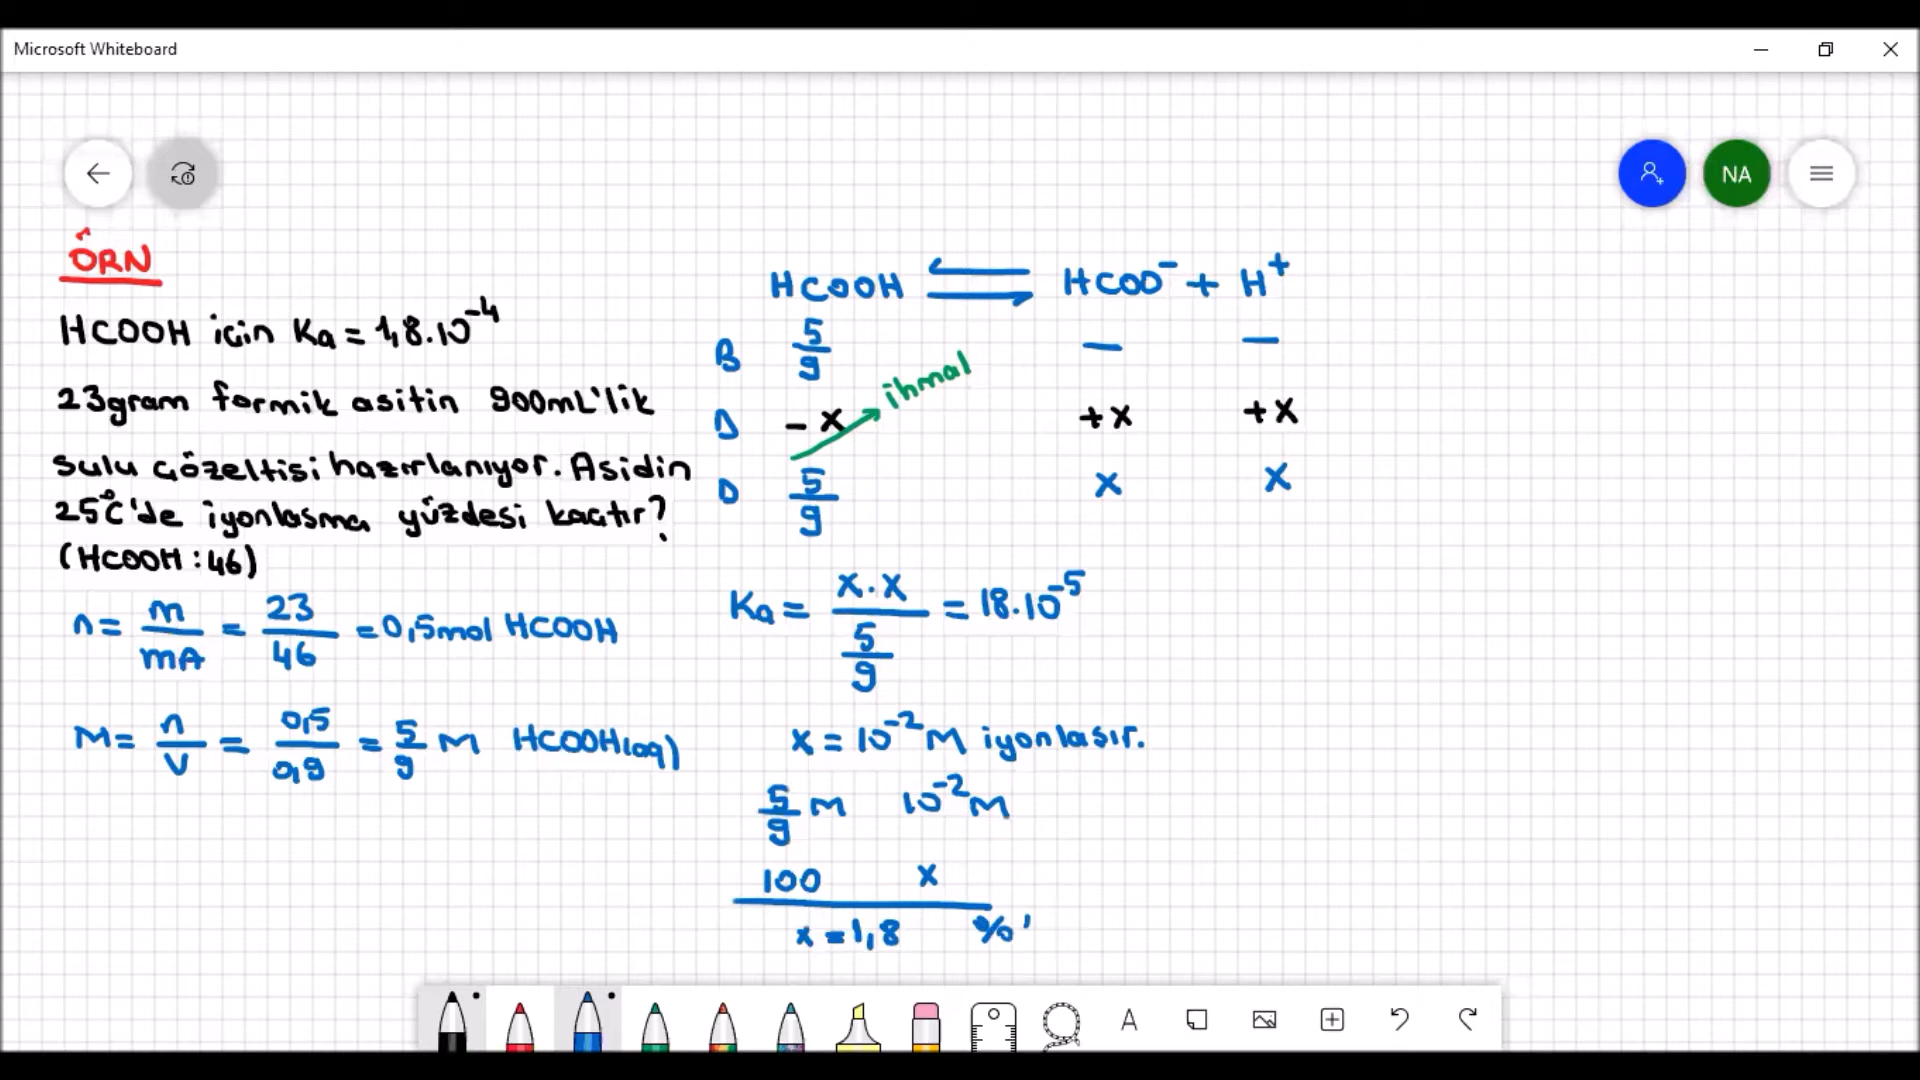 Microsoft Whiteboard
NA
ÖRN
HCOOH için Ka = 1,8.10⁻⁴
23gram formik asitin 900mL'lik
sulu çözeltisi hazırlanıyor. Asidin
25°C'de iyonlaşma yüzdesi kaçtır?
(HCOOH : 46)
n = m/mA = 23/46 = 0,5mol HCOOH
M = n/V = 0,5/0,9 = 5/9 M HCOOH(aq)
HCOOH ⇌ HCOO⁻ + H⁺
B 5/9 — —
D - x ihmal +x +x
D 5/9 x x
Ka = x.x / 5/9 = 18.10⁻⁵
x = 10⁻² M iyonlaşır.
5/9 M 10⁻² M
100 x
x = 1,8 %'
A